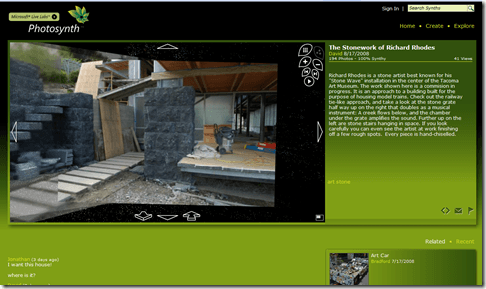 Microsoft Live Labs
Photosynth
Sign In |
Search Synths
Home • Create • Explore
The Stonework of Richard Rhodes
David 8/17/2008
194 Photos - 100% Synthy
41 Views
Richard Rhodes is a stone artist best known for his
"Stone Wave" installation in the center of the Tacoma
Art Museum. The work shown here is a commission in
progress. It is an approach to a building built for the
purpose of housing model trains. Check out the railway
tie-like approach, and take a look at the stone grate
half way up on the right that doubles as a musical
instrument: A creek flows below, and the chamber
under the grate amplifies the sound. Further up on the
left are stone stairs hanging in space. If you look
carefully you can even see the artist at work finishing
off a few rough spots. Every piece is hand-chiselled.
art stone
Related • Recent
Jonathan (2 days ago)
I want this house!
where is it?
Art Car
Bradford 7/17/2008